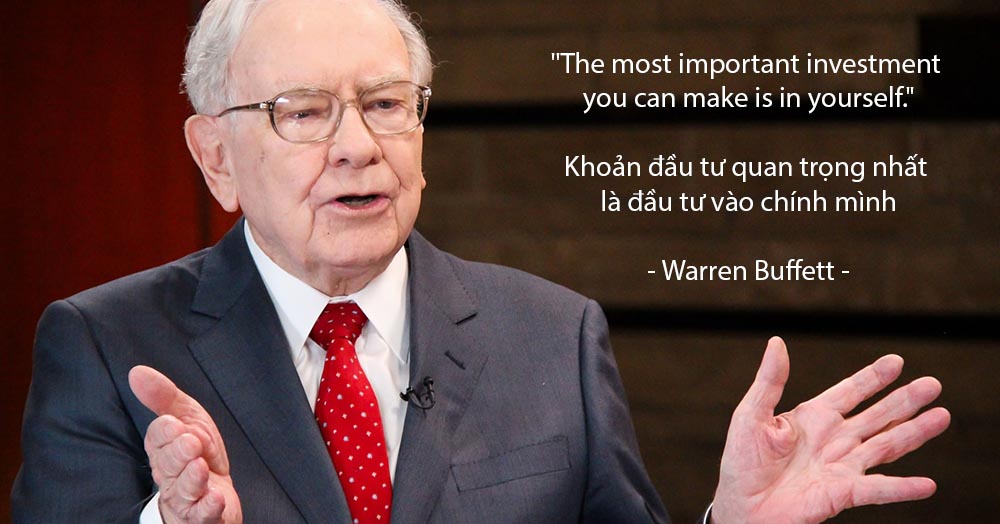 "The most important investment
you can make is in yourself."
Khoản đầu tư quan trọng nhất
là đầu tư vào chính mình
- Warren Buffett -